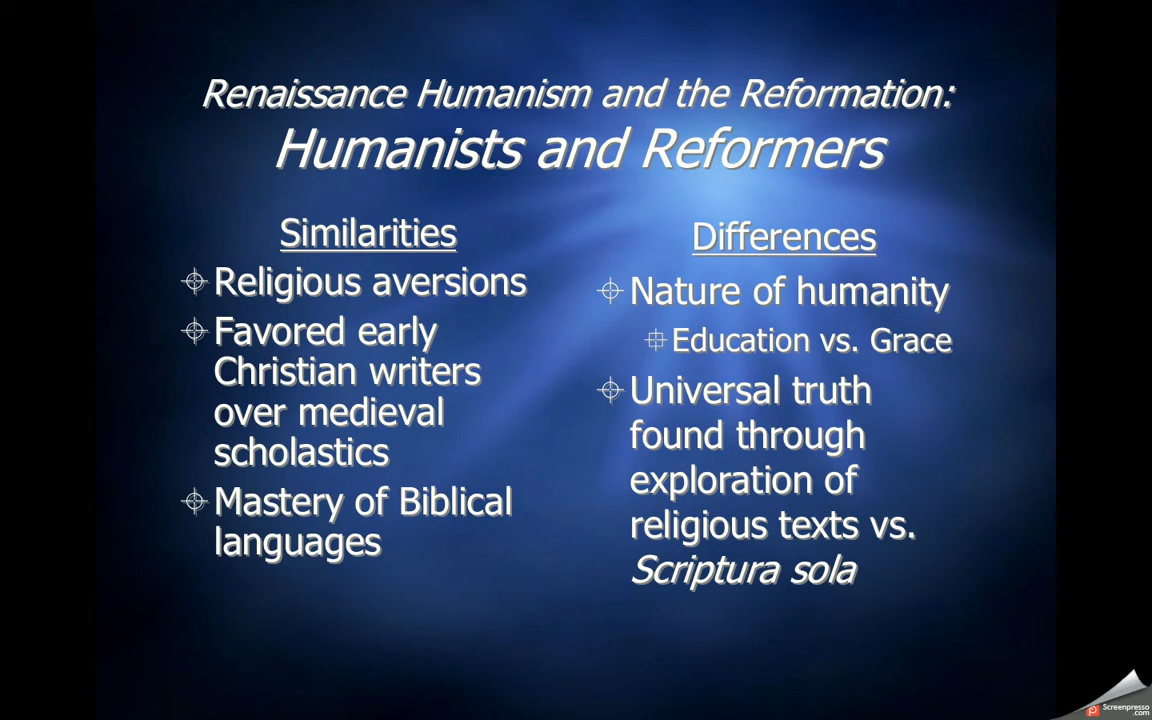 Renaissance Humanism and the Reformation:
Humanists and Reformers
Similarities
Religious aversions
Favored early
Christian writers
over medieval
scholastics
Mastery of Biblical
languages
Differences
Nature of humanity
Education vs. Grace
Universal truth
found through
exploration of
religious texts vs.
Scriptura sola
Screenpresso
.com